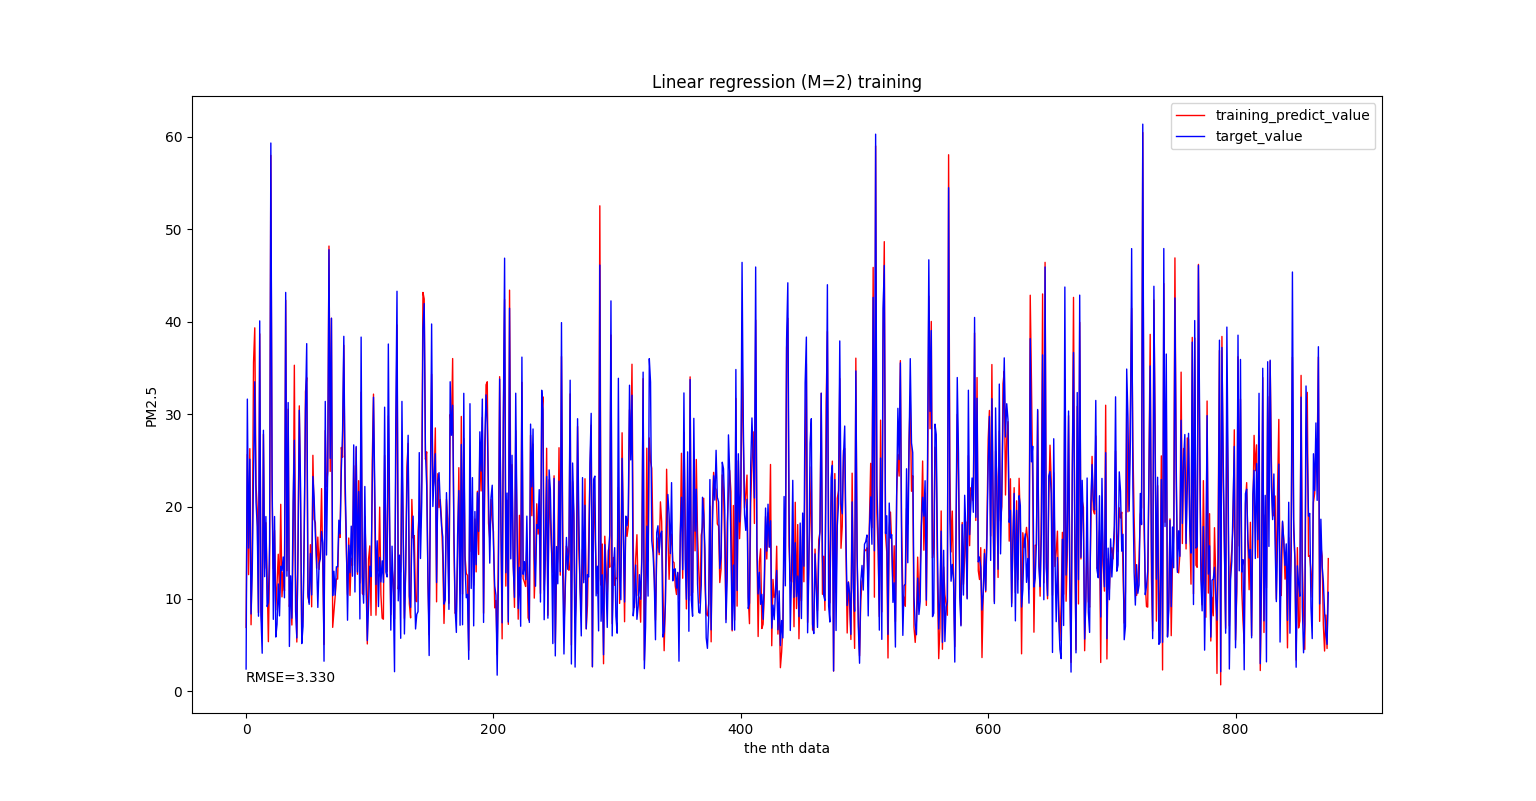 Linear regression (M=2) training
training_predict_value
target_value
60
50
40
30
20
10
0
PM2.5
RMSE=3.330
0
200
400
600
800
the nth data